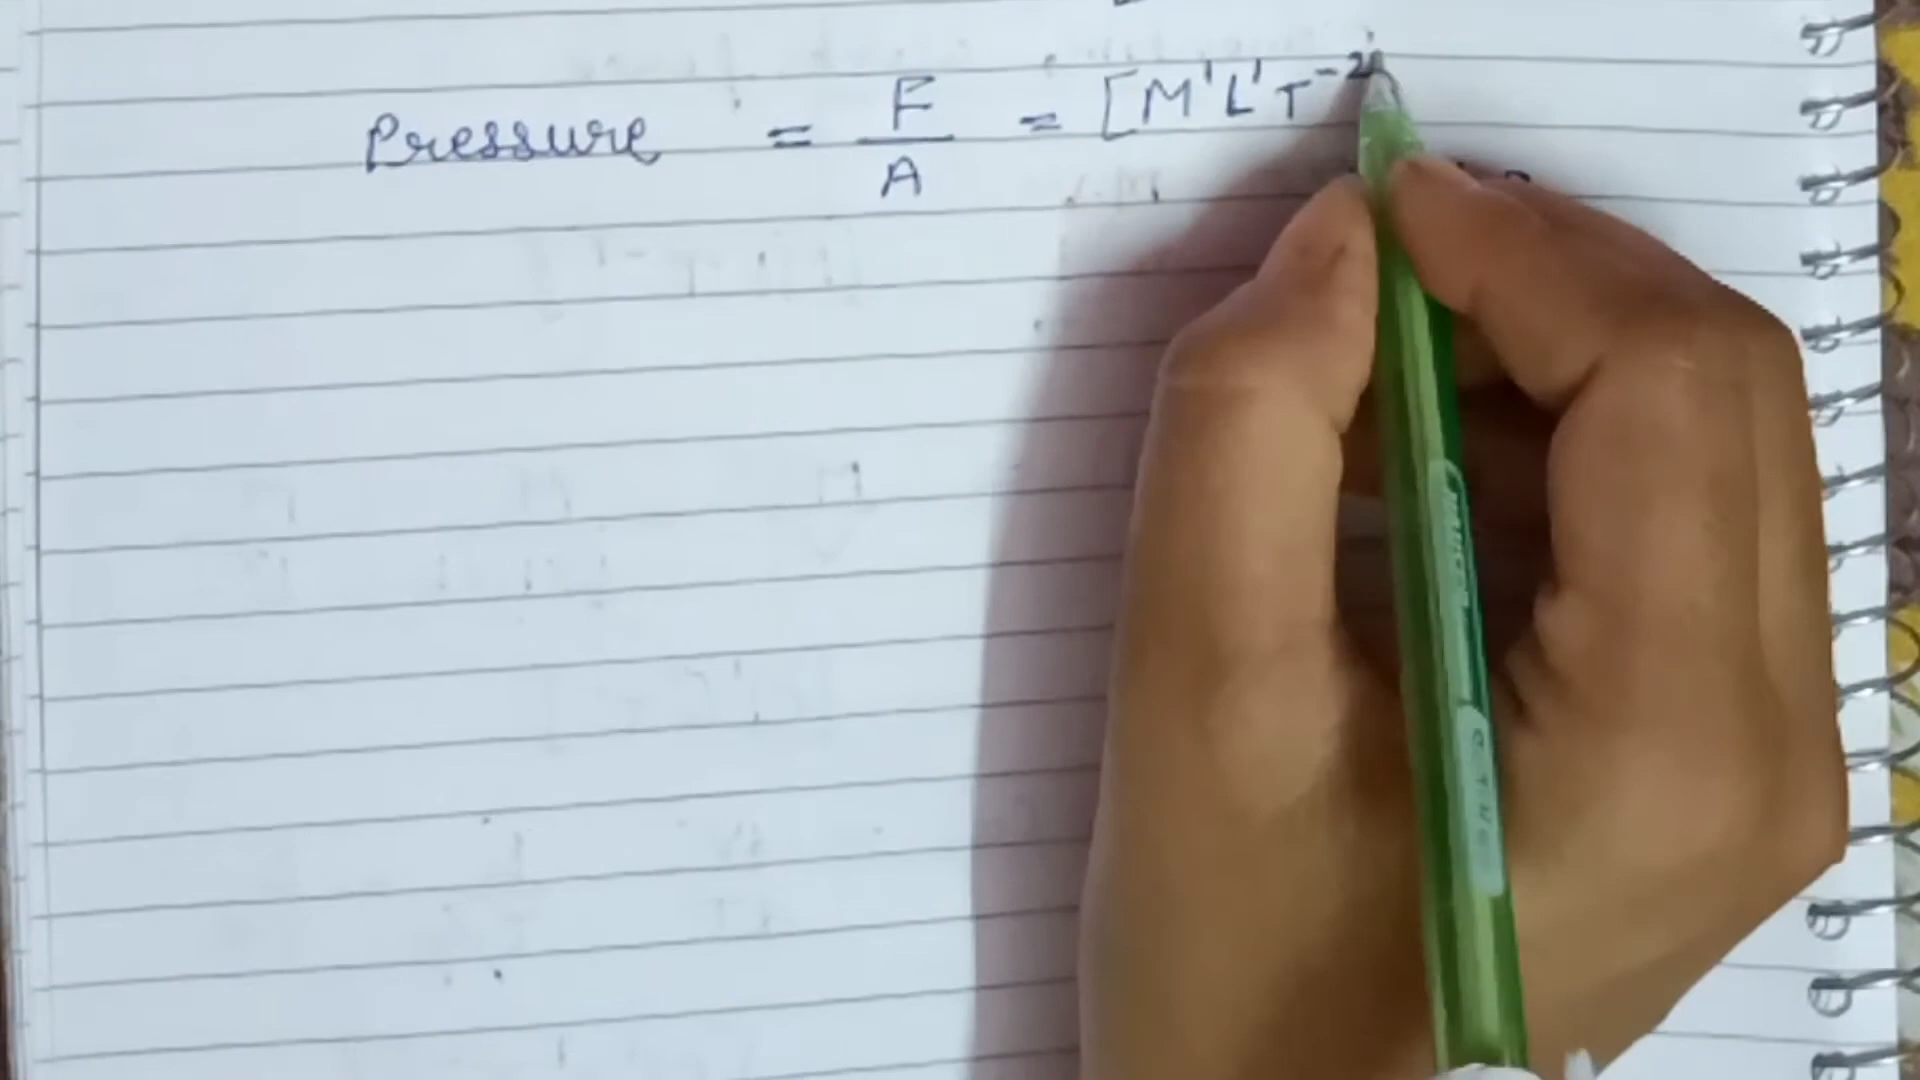 Pressure = F/A = [M¹L¹T⁻²